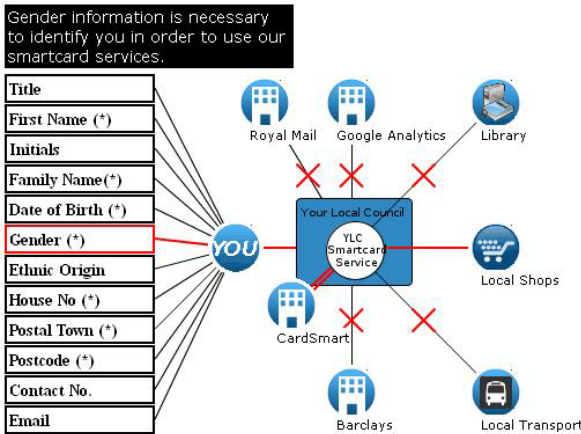 Gender information is necessary
to identify you in order to use our
smartcard services.
Title
First Name (*)
Initials
Family Name(*)
Date of Birth (*)
Gender (*)
Ethnic Origin
House No (*)
Postal Town (*)
Postcode (*)
Contact No.
Email
YOU
Royal Mail
Google Analytics
Library
Your Local Council
YLC
Smartcard
Service
Local Shops
CardSmart
Barclays
Local Transport